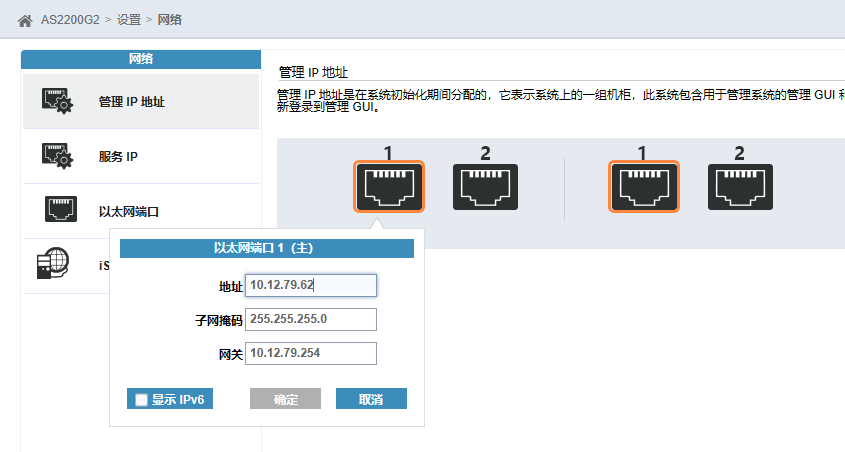 AS2200G2 > 设置 > 网络
网络
管理 IP 地址
服务 IP
以太网端口
iS
管理 IP 地址
管理 IP 地址是在系统初始化期间分配的，它表示系统上的一组机柜，此系统包含用于管理系统的管理 GUI 和
新登录到管理 GUI。
1 2 1 2
以太网端口 1（主）
地址 10.12.79.62
子网掩码 255.255.255.0
网关 10.12.79.254
显示 IPv6 确定 取消